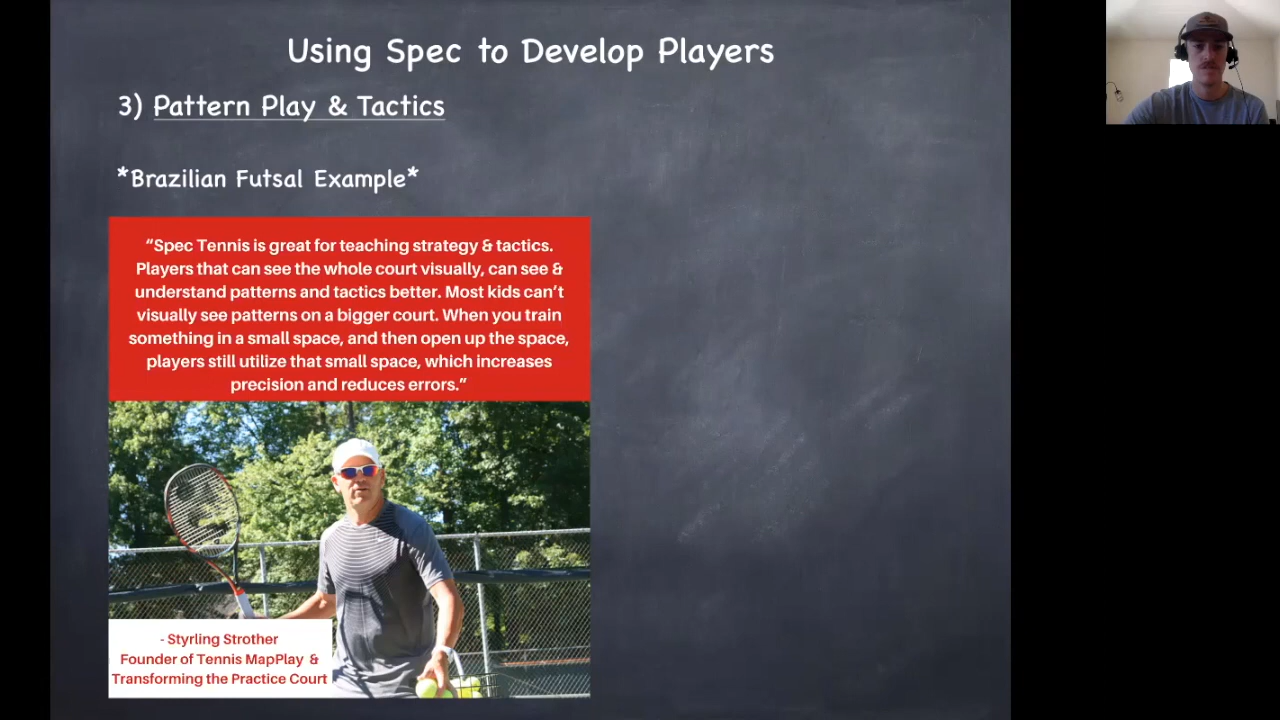 Using Spec to Develop Players
3) Pattern Play & Tactics
*Brazilian Futsal Example*
“Spec Tennis is great for teaching strategy & tactics.
Players that can see the whole court visually, can see &
understand patterns and tactics better. Most kids can’t
visually see patterns on a bigger court. When you train
something in a small space, and then open up the space,
players still utilize that small space, which increases
precision and reduces errors.”
- Styrling Strother
Founder of Tennis MapPlay &
Transforming the Practice Court